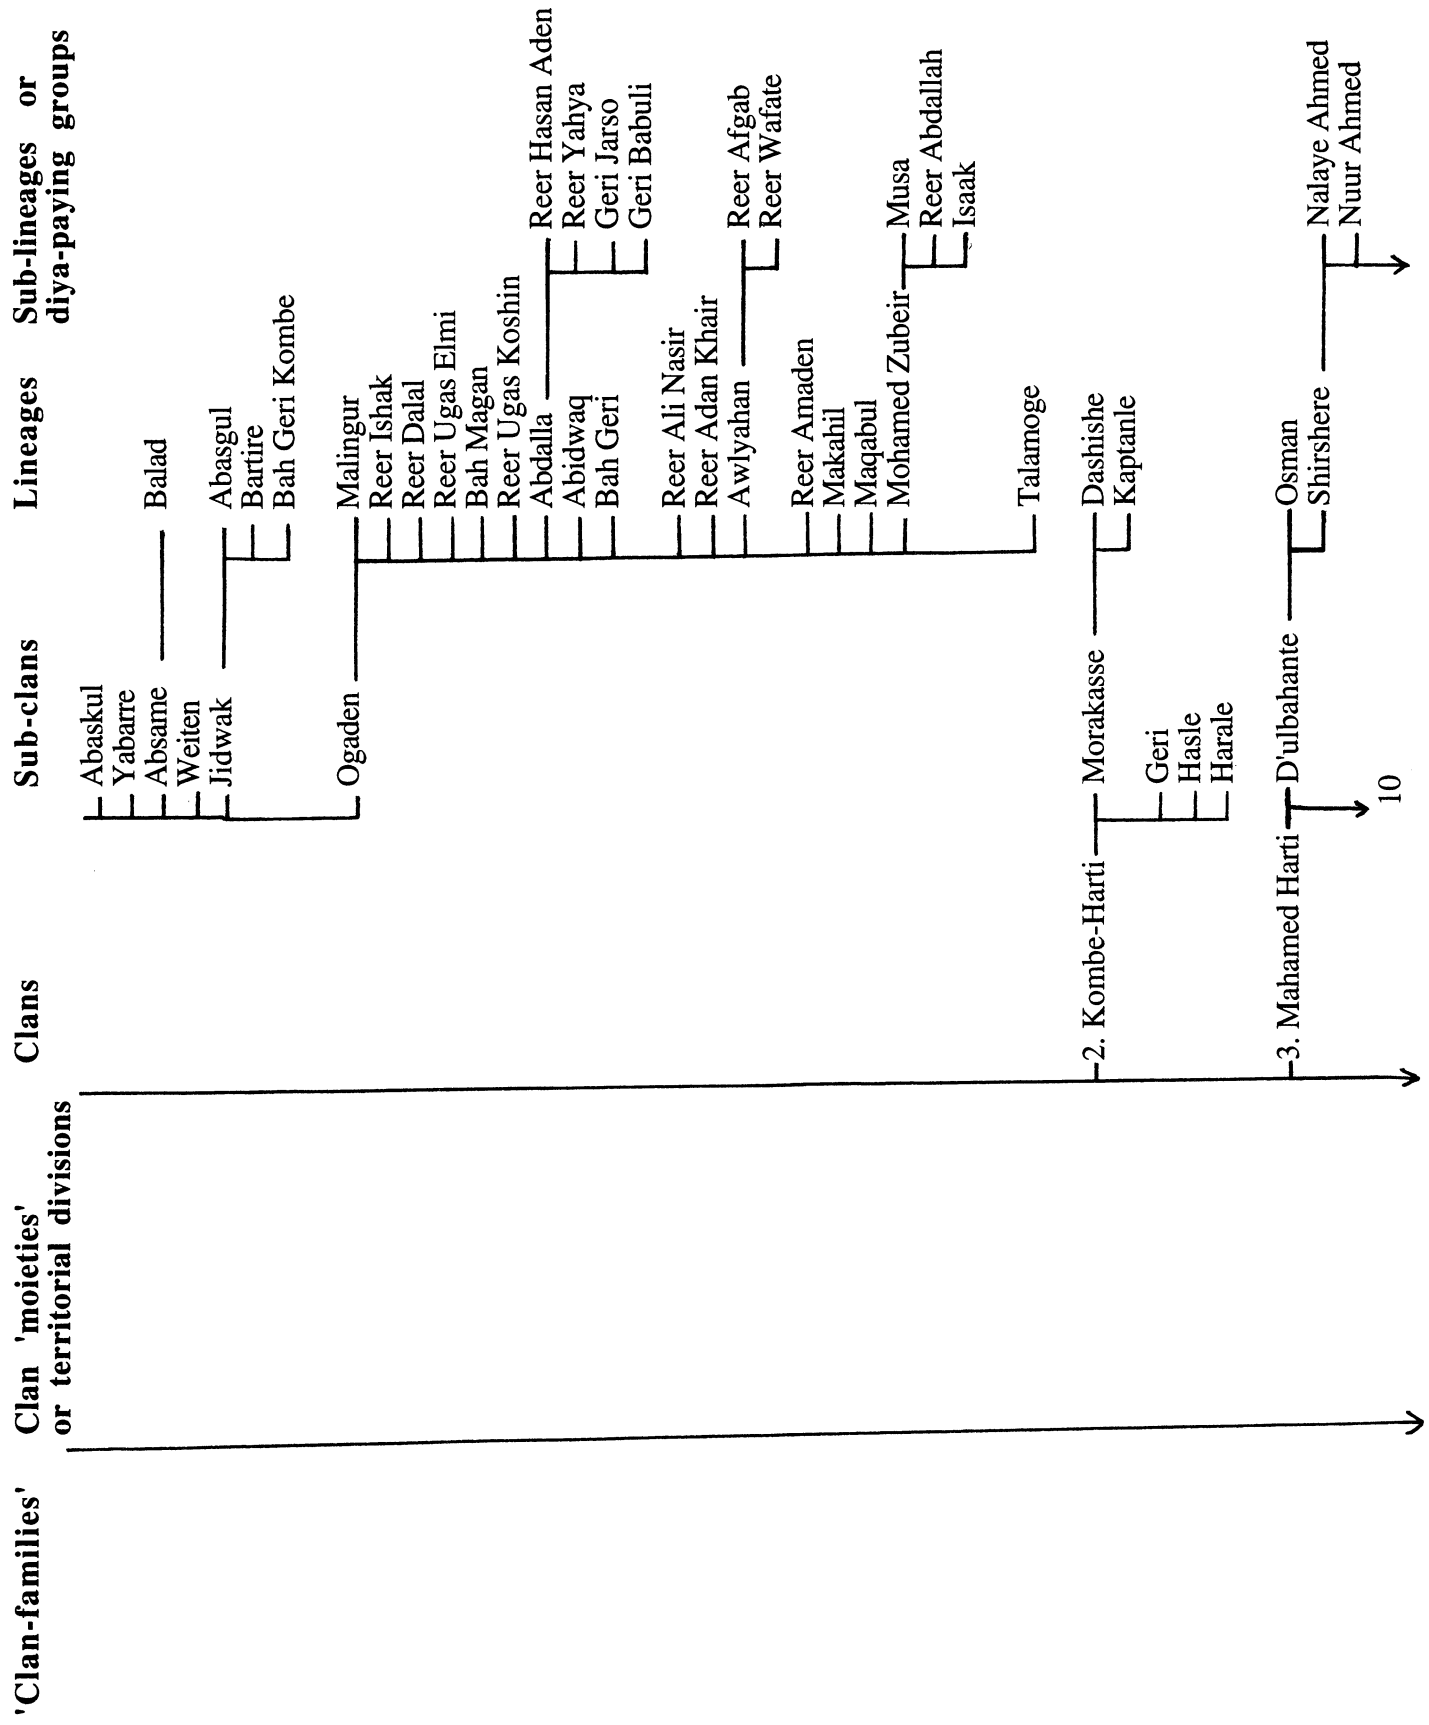 'Clan-families'
Clan 'moieties'
or territorial divisions
Clans
Sub-clans
Lineages
Sub-lineages or
diya-paying groups
Abaskul
Yabarre
Absame
Balad
Weiten
Jidwak
Abasgul
Bartire
Bah Geri Kombe
Ogaden
Malingur
Reer Ishak
Reer Dalal
Reer Ugas Elmi
Bah Magan
Reer Ugas Koshin
Abdalla
Reer Hasan Aden
Abidwaq
Reer Yahya
Bah Geri
Geri Jarso
Geri Babuli
Reer Ali Nasir
Reer Adan Khair
Awlyahan
Reer Afgab
Reer Wafate
Reer Amaden
Makahil
Maqabul
Mohamed Zubeir
Musa
Reer Abdallah
Isaak
Talamoge
2. Kombe-Harti
Morakasse
Dashishe
Kaptanle
Geri
Hasle
Harale
3. Mahamed Harti
D'ulbahante
Osman
Shirshere
Nalaye Ahmed
Nuur Ahmed
10